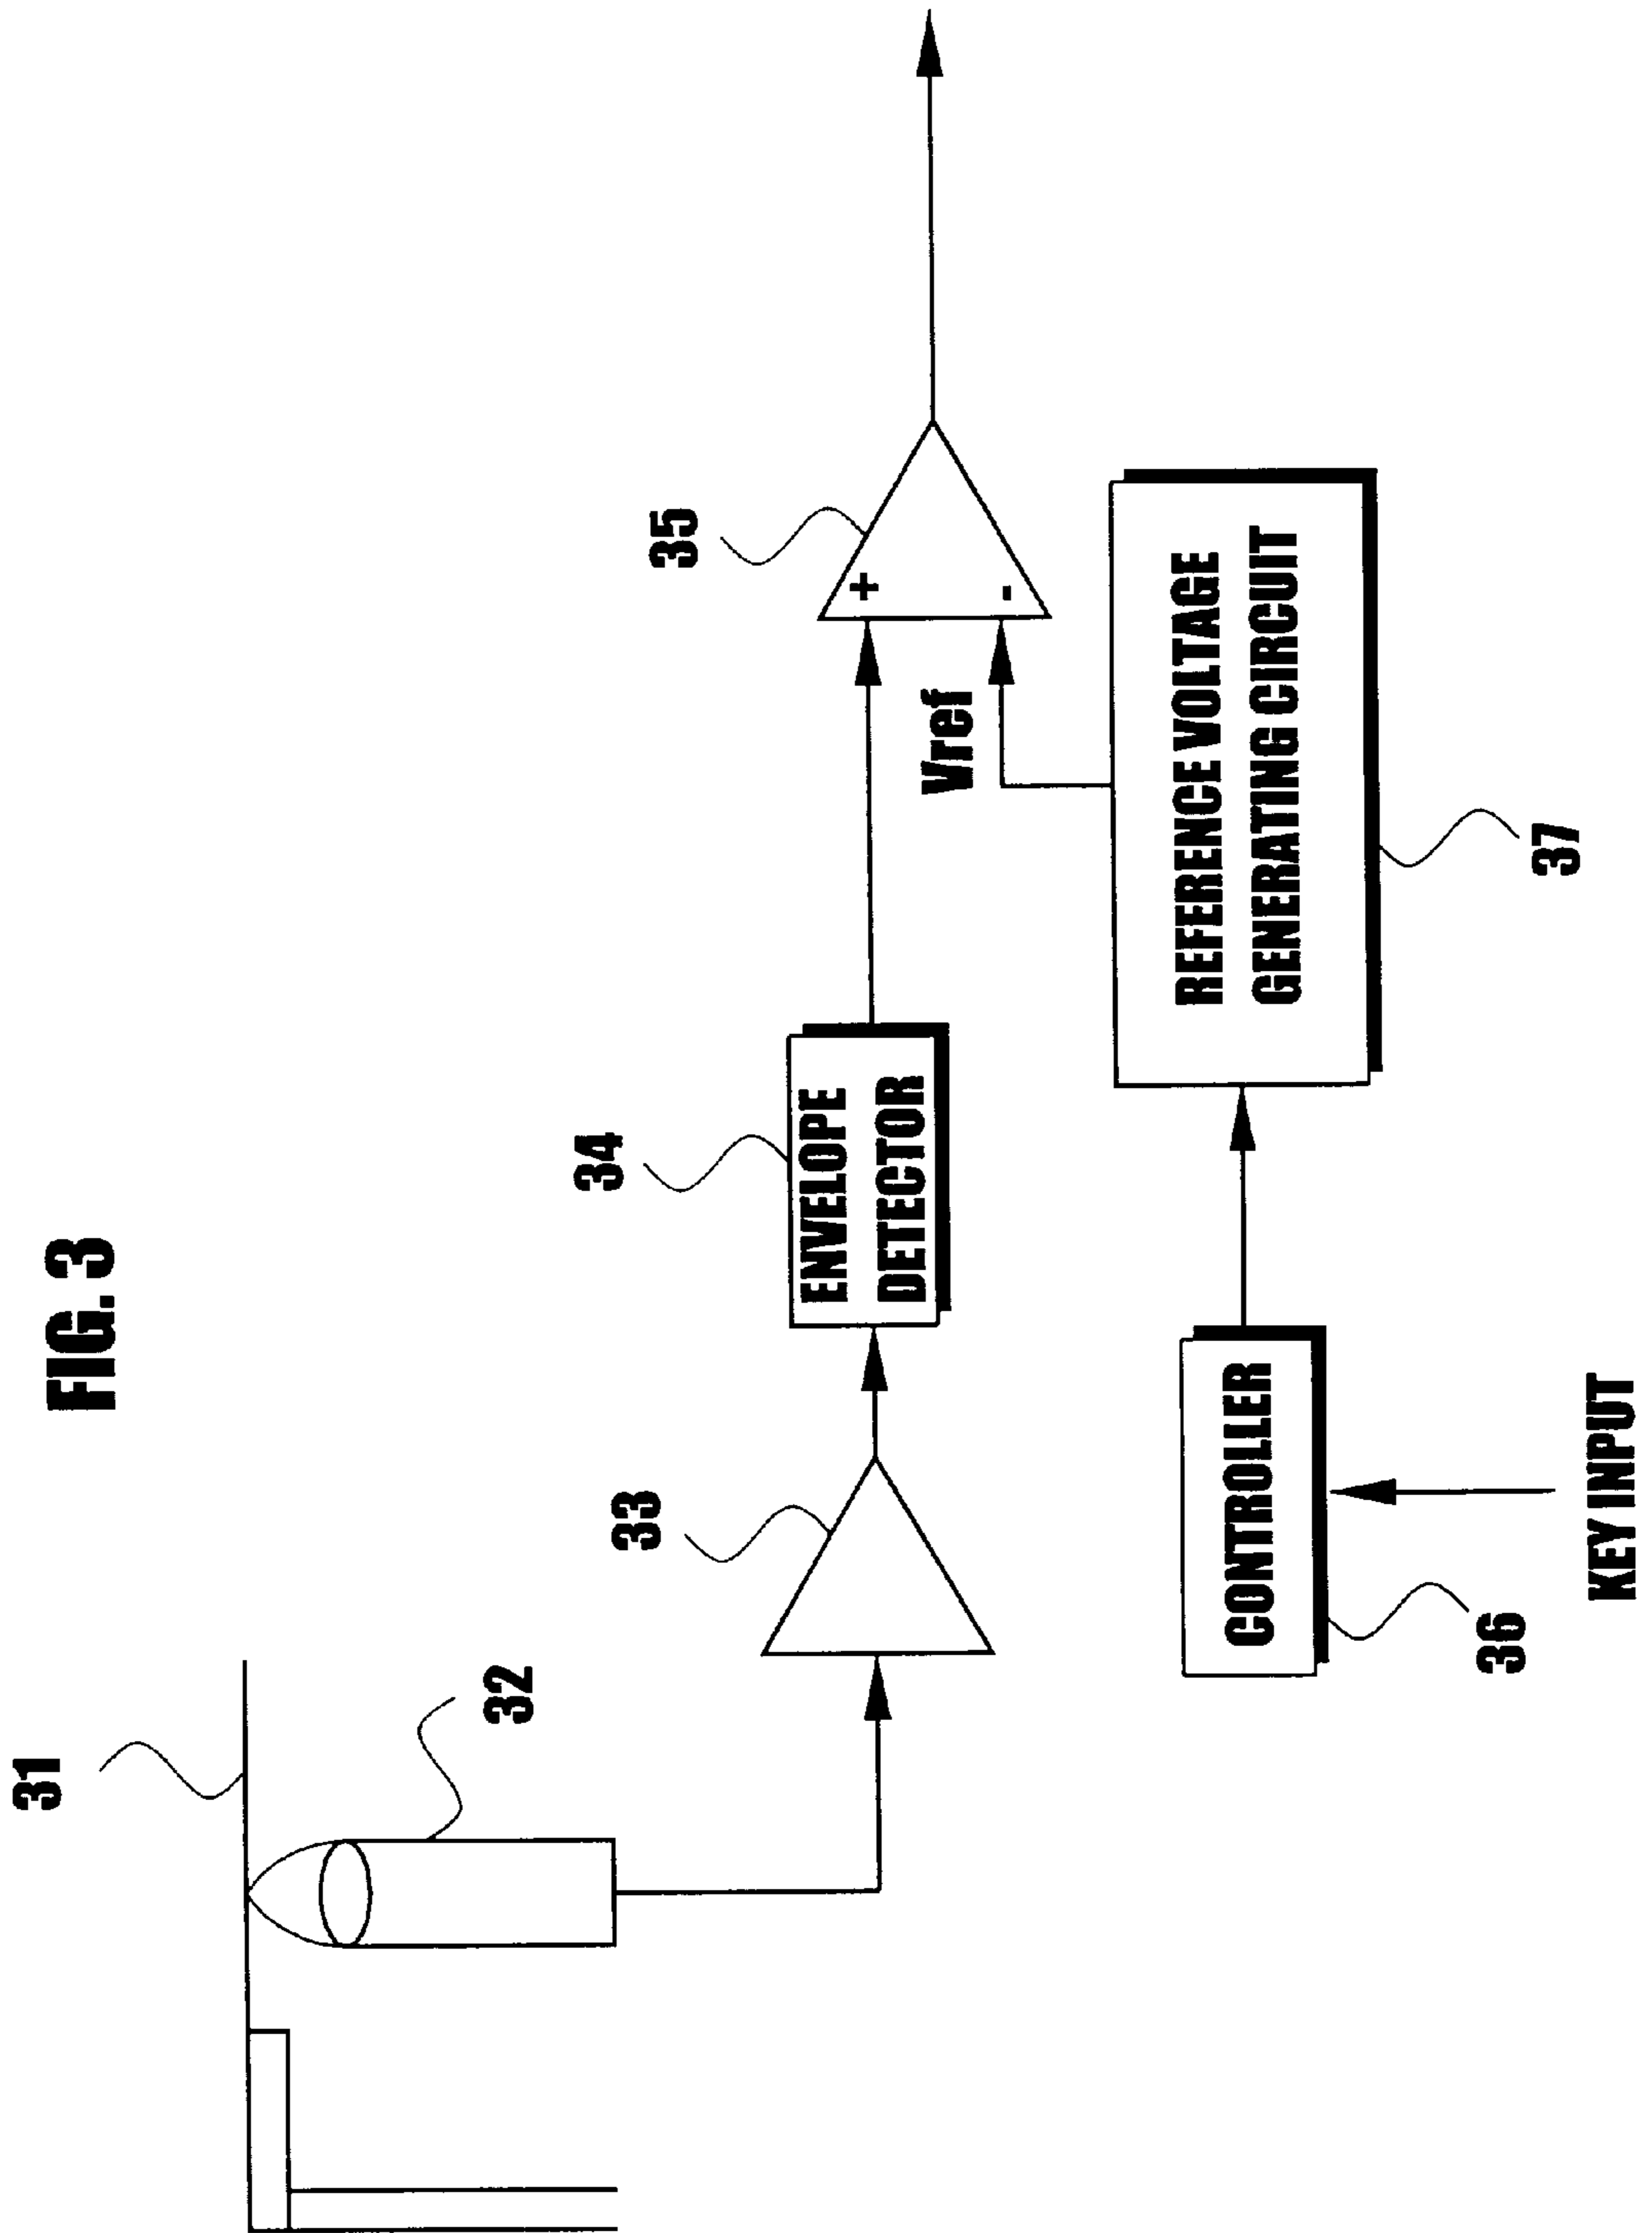 FIG. 3
31
32
33
34
ENVELOPE
DETECTOR
35
+
-
Vref
CONTROLLER
36
KEY INPUT
REFERENCE VOLTAGE
GENERATING CIRCUIT
37